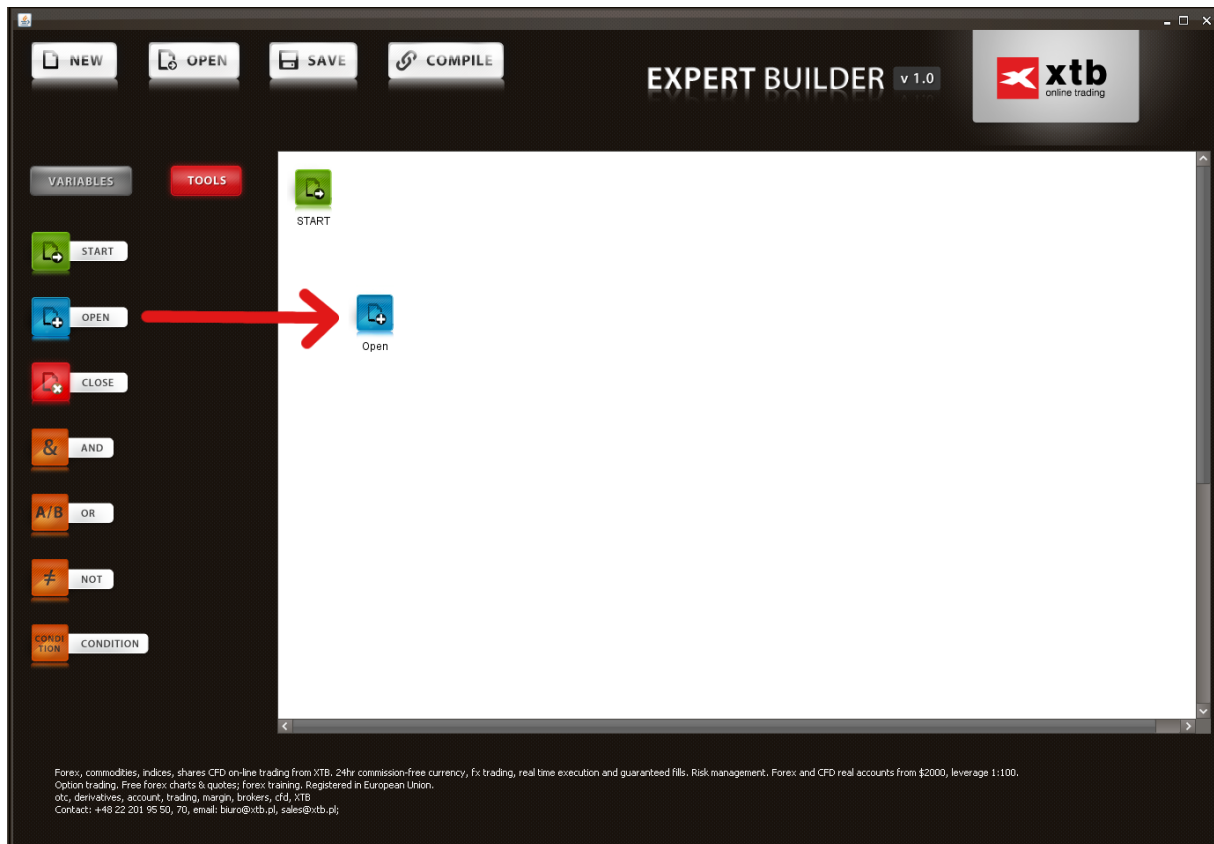 NEW
OPEN
SAVE
COMPILE
EXPERT BUILDER v 1.0
xtb
online trading
VARIABLES
TOOLS
START
OPEN
CLOSE
& AND
A/B OR
≠ NOT
CONDI
TION
CONDITION
START
Open
Forex, commodities, indices, shares CFD on-line trading from XTB. 24hr commission-free currency, fx trading, real time execution and guaranteed fills. Risk management. Forex and CFD real accounts from $2000, leverage 1:100.
Option trading. Free forex charts & quotes; forex training. Registered in European Union.
otc, derivatives, account, trading, margin, brokers, cfd, XTB
Contact: +48 22 201 95 50, 70, email: biuro@xtb.pl, sales@xtb.pl;